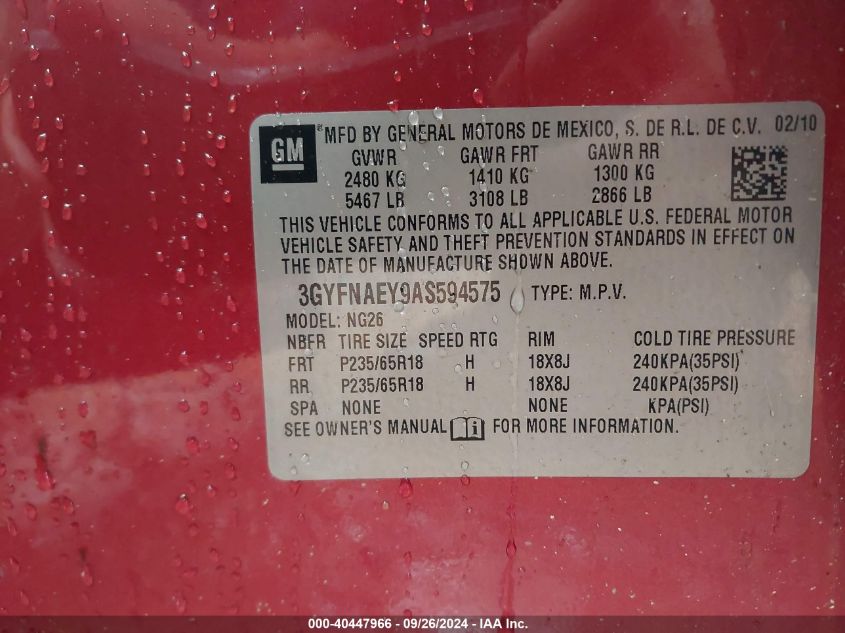 GM ®MFD BY GENERAL MOTORS DE MEXICO, S. DE R.L. DE C.V. 02/10
GVWR GAWR FRT GAWR RR
2480 KG 1410 KG 1300 KG
5467 LB 3108 LB 2866 LB
THIS VEHICLE CONFORMS TO ALL APPLICABLE U.S. FEDERAL MOTOR
VEHICLE SAFETY AND THEFT PREVENTION STANDARDS IN EFFECT ON
THE DATE OF MANUFACTURE SHOWN ABOVE.
3GYFNAEY9AS594575 TYPE: M.P.V.
MODEL: NG26
NBFR TIRE SIZE SPEED RTG RIM COLD TIRE PRESSURE
FRT P235/65R18 H 18X8J 240KPA(35PSI)
RR P235/65R18 H 18X8J 240KPA(35PSI)
SPA NONE NONE KPA(PSI)
SEE OWNER'S MANUAL FOR MORE INFORMATION.
000-40447966 - 09/26/2024 - IAA Inc.